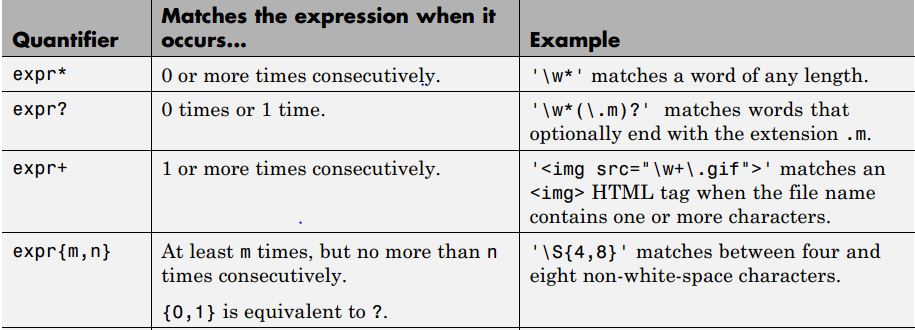 Quantifier
Matches the expression when it
occurs...
Example
expr*
0 or more times consecutively.
'\w*' matches a word of any length.
expr?
0 times or 1 time.
'\w*(\.m)?' matches words that
optionally end with the extension .m.
expr+
1 or more times consecutively.
'<img src="\w+\.gif">' matches an
<img> HTML tag when the file name
contains one or more characters.
expr{m,n}
At least m times, but no more than n
times consecutively.
{0,1} is equivalent to ?.
'\S{4,8}' matches between four and
eight non-white-space characters.